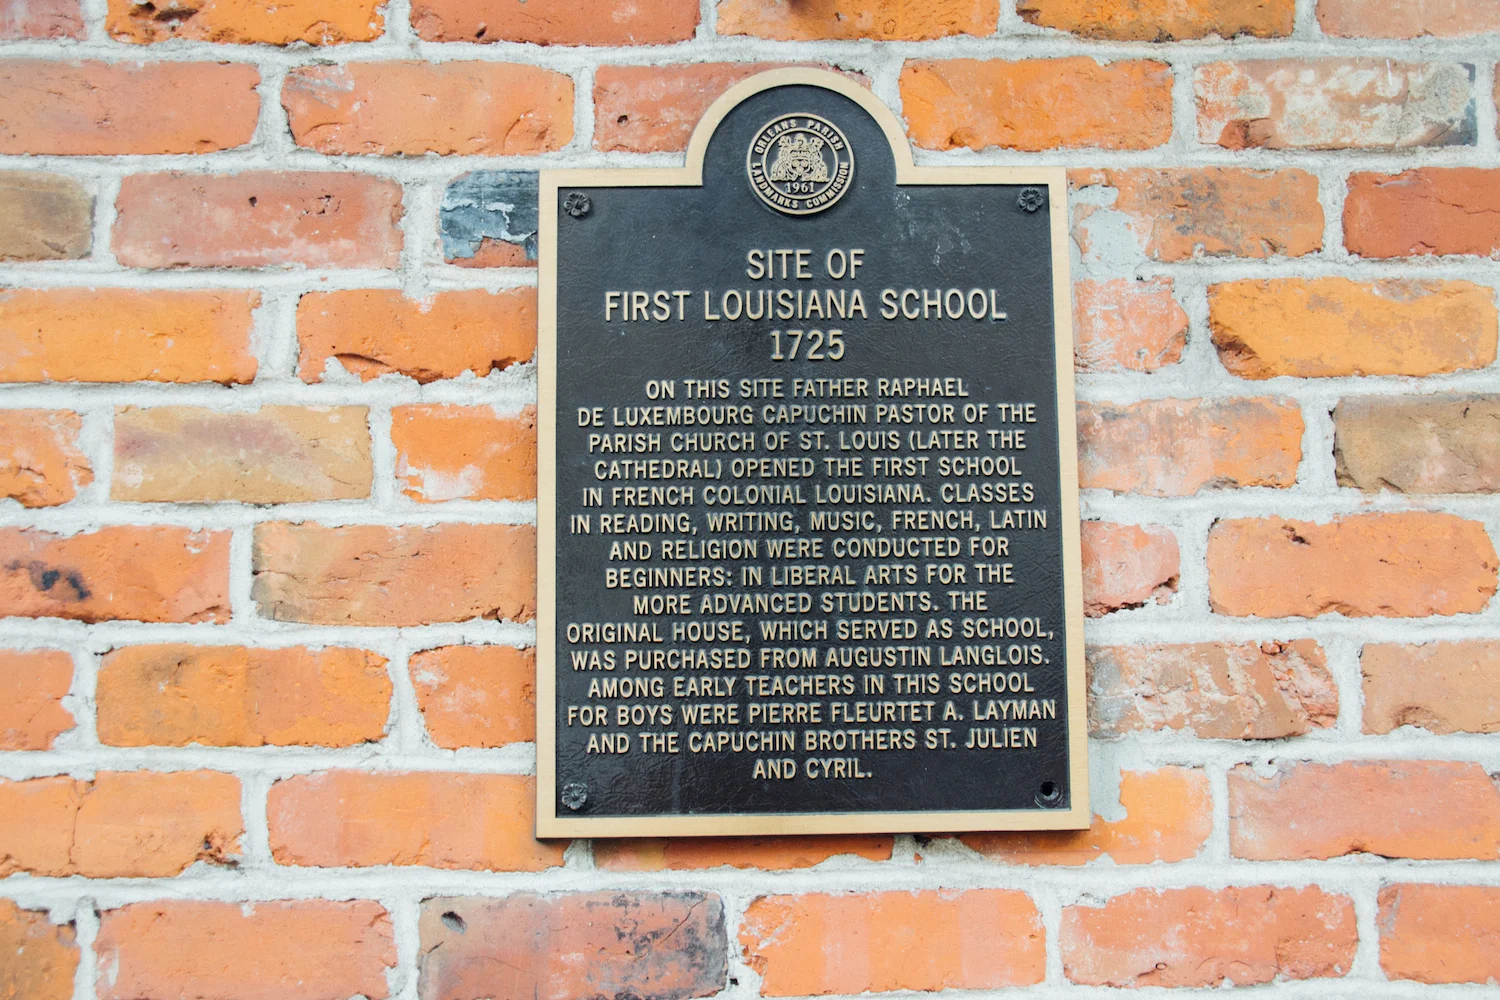 ORLEANS PARISH
LANDMARKS COMMISSION
1961
SITE OF
FIRST LOUISIANA SCHOOL
1725
ON THIS SITE FATHER RAPHAEL
DE LUXEMBOURG CAPUCHIN PASTOR OF THE
PARISH CHURCH OF ST. LOUIS (LATER THE
CATHEDRAL) OPENED THE FIRST SCHOOL
IN FRENCH COLONIAL LOUISIANA. CLASSES
IN READING, WRITING, MUSIC, FRENCH, LATIN
AND RELIGION WERE CONDUCTED FOR
BEGINNERS: IN LIBERAL ARTS FOR THE
MORE ADVANCED STUDENTS. THE
ORIGINAL HOUSE, WHICH SERVED AS SCHOOL,
WAS PURCHASED FROM AUGUSTIN LANGLOIS.
AMONG EARLY TEACHERS IN THIS SCHOOL
FOR BOYS WERE PIERRE FLEURTET A. LAYMAN
AND THE CAPUCHIN BROTHERS ST. JULIEN
AND CYRIL.